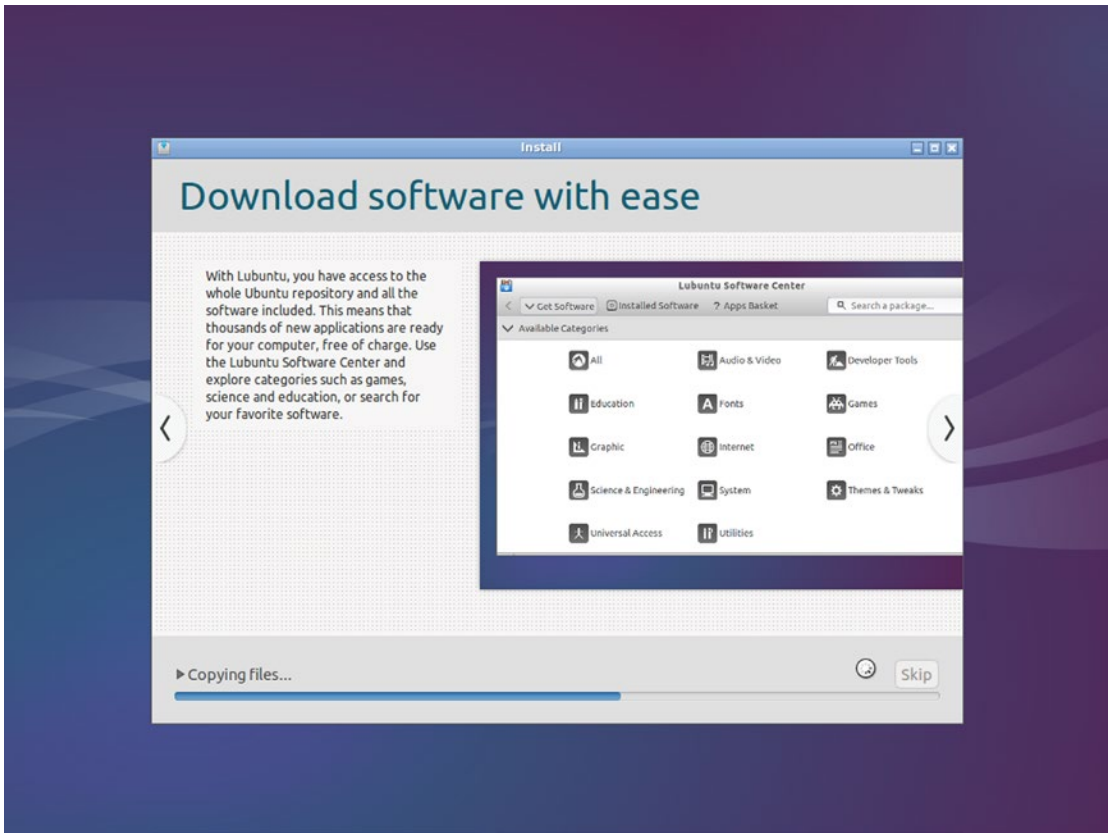 Install
Download software with ease
With Lubuntu, you have access to the
whole Ubuntu repository and all the
software included. This means that
thousands of new applications are ready
for your computer, free of charge. Use
the Lubuntu Software Center and
explore categories such as games,
science and education, or search for
your favorite software.
Lubuntu Software Center
Get Software Installed Software ? Apps Basket Search a package...
Available Categories
All Audio & Video Developer Tools
Education Fonts Games
Graphic Internet Office
Science & Engineering System Themes & Tweaks
Universal Access Utilities
Copying files...
Skip